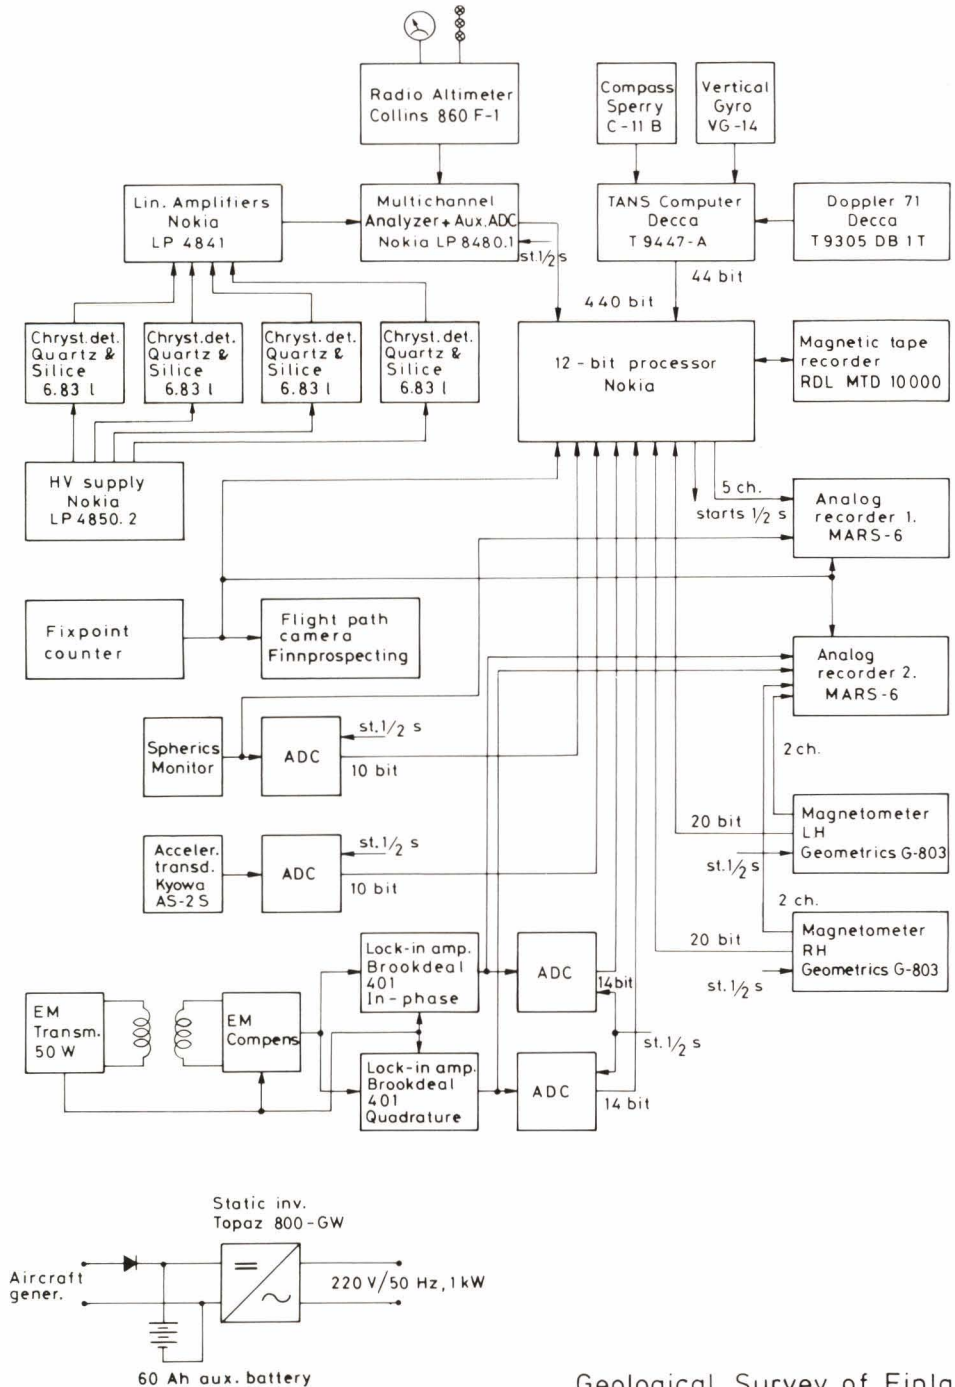 Radio Altimeter
Collins 860 F-1
Compass
Sperry
C-11 B
Vertical
Gyro
VG-14
Lin. Amplifiers
Nokia
LP 4841
Multichannel
Analyzer + Aux. ADC
Nokia LP 8480.1
st.1/2 s
TANS Computer
Decca
T 9447-A
Doppler 71
Decca
T9305 DB 1T
44 bit
440 bit
Chryst.det.
Quartz &
Silice
6.83 l
Chryst.det.
Quartz &
Silice
6.83 l
Chryst.det.
Quartz &
Silice
6.83 l
Chryst.det.
Quartz &
Silice
6.83 l
12-bit processor
Nokia
Magnetic tape
recorder
RDL MTD 10000
HV supply
Nokia
LP 4850.2
5 ch.
starts 1/2 s
Analog
recorder 1.
MARS-6
Fixpoint
counter
Flight path
camera
Finnprospecting
Analog
recorder 2.
MARS-6
Spherics
Monitor
ADC
st.1/2 s
10 bit
2 ch.
Magnetometer
LH
Geometrics G-803
20 bit
st.1/2 s
Acceler.
transd.
Kyowa
AS-2S
ADC
st.1/2 s
10 bit
2 ch.
Magnetometer
RH
Geometrics G-803
20 bit
st.1/2 s
Lock-in amp.
Brookdeal
401
In-phase
ADC
14 bit
EM
Transm.
50 W
EM
Compens
st.1/2 s
Lock-in amp.
Brookdeal
401
Quadrature
ADC
14 bit
Static inv.
Topaz 800-GW
Aircraft
gener.
220 V/50 Hz, 1 kW
60 Ah aux. battery
Geological Survey of Finla